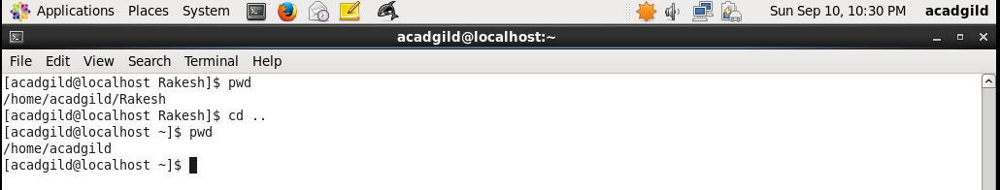 Applications Places System Sun Sep 10, 10:30 PM acadgild
acadgild@localhost:~
File Edit View Search Terminal Help
[acadgild@localhost Rakesh]$ pwd
/home/acadgild/Rakesh
[acadgild@localhost Rakesh]$ cd ..
[acadgild@localhost ~]$ pwd
/home/acadgild
[acadgild@localhost ~]$